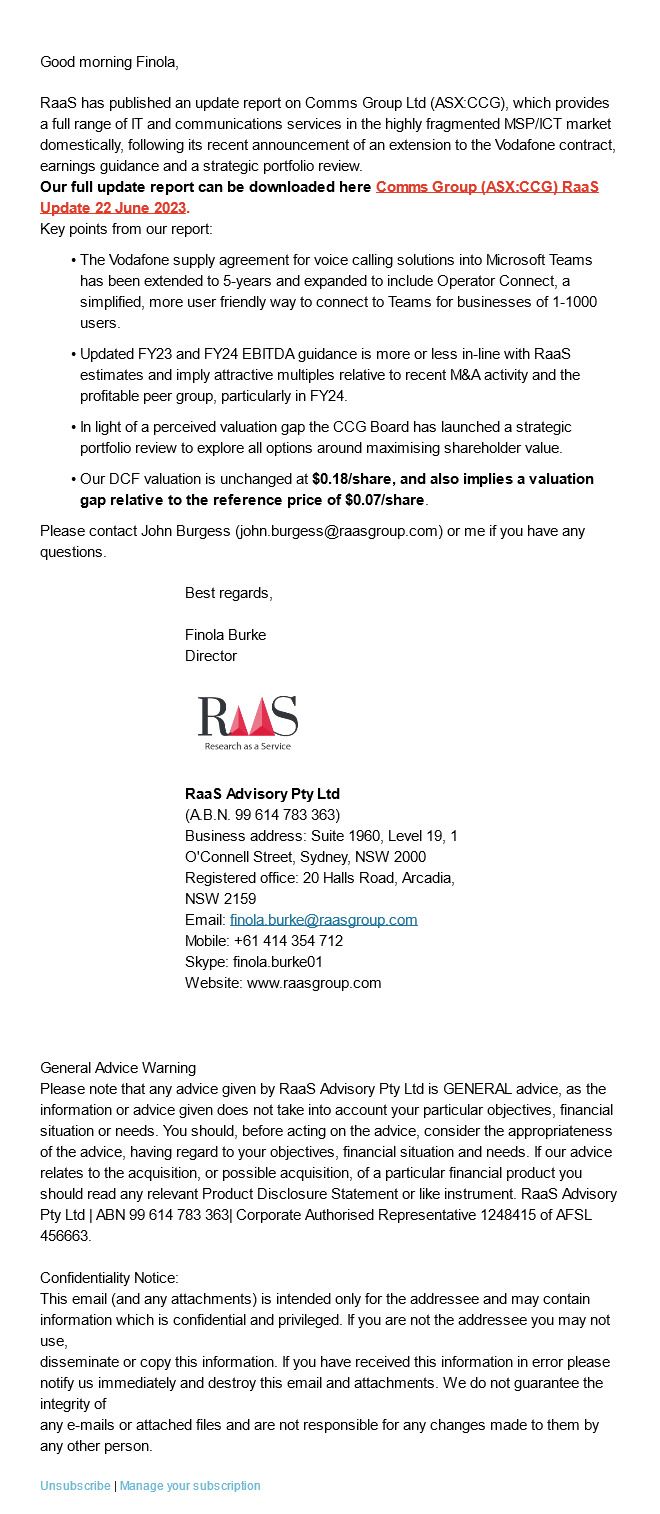 Good morning Finola,
RaaS has published an update report on Comms Group Ltd (ASX:CCG), which provides
a full range of IT and communications services in the highly fragmented MSP/ICT market
domestically, following its recent announcement of an extension to the Vodafone contract,
earnings guidance and a strategic portfolio review.
Our full update report can be downloaded here Comms Group (ASX:CCG) RaaS
Update 22 June 2023.
Key points from our report:
• The Vodafone supply agreement for voice calling solutions into Microsoft Teams
has been extended to 5-years and expanded to include Operator Connect, a
simplified, more user friendly way to connect to Teams for businesses of 1-1000
users.
• Updated FY23 and FY24 EBITDA guidance is more or less in-line with RaaS
estimates and imply attractive multiples relative to recent M&A activity and the
profitable peer group, particularly in FY24.
• In light of a perceived valuation gap the CCG Board has launched a strategic
portfolio review to explore all options around maximising shareholder value.
• Our DCF valuation is unchanged at $0.18/share, and also implies a valuation
gap relative to the reference price of $0.07/share.
Please contact John Burgess (john.burgess@raasgroup.com) or me if you have any
questions.
Best regards,
Finola Burke
Director
RAAS
Research as a Service
RaaS Advisory Pty Ltd
(A.B.N. 99 614 783 363)
Business address: Suite 1960, Level 19, 1
O'Connell Street, Sydney, NSW 2000
Registered office: 20 Halls Road, Arcadia,
NSW 2159
Email: finola.burke@raasgroup.com
Mobile: +61 414 354 712
Skype: finola.burke01
Website: www.raasgroup.com
General Advice Warning
Please note that any advice given by RaaS Advisory Pty Ltd is GENERAL advice, as the
information or advice given does not take into account your particular objectives, financial
situation or needs. You should, before acting on the advice, consider the appropriateness
of the advice, having regard to your objectives, financial situation and needs. If our advice
relates to the acquisition, or possible acquisition, of a particular financial product you
should read any relevant Product Disclosure Statement or like instrument. RaaS Advisory
Pty Ltd | ABN 99 614 783 363| Corporate Authorised Representative 1248415 of AFSL
456663.
Confidentiality Notice:
This email (and any attachments) is intended only for the addressee and may contain
information which is confidential and privileged. If you are not the addressee you may not
use,
disseminate or copy this information. If you have received this information in error please
notify us immediately and destroy this email and attachments. We do not guarantee the
integrity of
any e-mails or attached files and are not responsible for any changes made to them by
any other person.
Unsubscribe | Manage your subscription